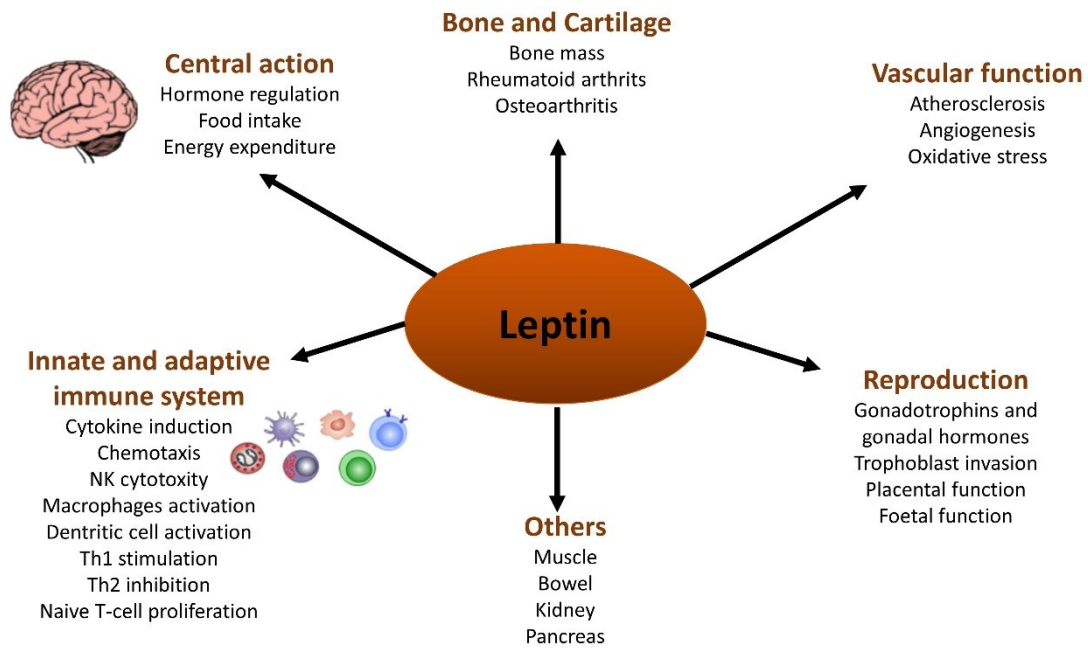 Central action
Hormone regulation
Food intake
Energy expenditure
Bone and Cartilage
Bone mass
Rheumatoid arthrits
Osteoarthritis
Vascular function
Atherosclerosis
Angiogenesis
Oxidative stress
Leptin
Innate and adaptive
immune system
Cytokine induction
Chemotaxis
NK cytotoxity
Macrophages activation
Dentritic cell activation
Th1 stimulation
Th2 inhibition
Naive T-cell proliferation
Others
Muscle
Bowel
Kidney
Pancreas
Reproduction
Gonadotrophins and
gonadal hormones
Trophoblast invasion
Placental function
Foetal function